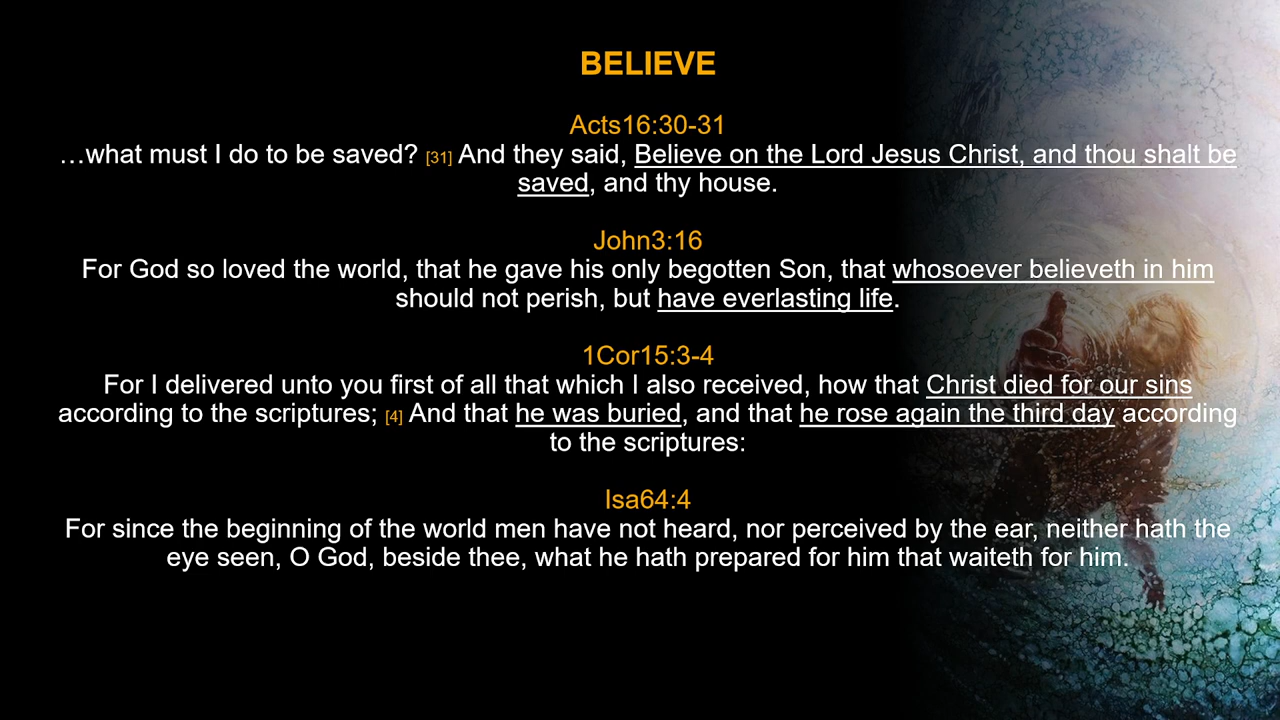 BELIEVE
Acts16:30-31
…what must I do to be saved? [31] And they said, Believe on the Lord Jesus Christ, and thou shalt be
saved, and thy house.
John3:16
For God so loved the world, that he gave his only begotten Son, that whosoever believeth in him
should not perish, but have everlasting life.
1Cor15:3-4
For I delivered unto you first of all that which I also received, how that Christ died for our sins
according to the scriptures; [4] And that he was buried, and that he rose again the third day according
to the scriptures:
Isa64:4
For since the beginning of the world men have not heard, nor perceived by the ear, neither hath the
eye seen, O God, beside thee, what he hath prepared for him that waiteth for him.